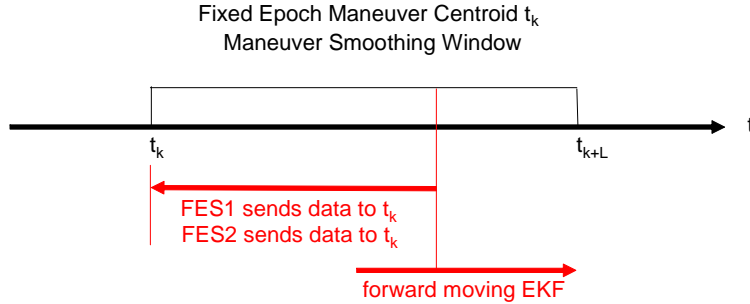 Fixed Epoch Maneuver Centroid tₖ
Maneuver Smoothing Window
t
tₖ
tₖ₊L
FES1 sends data to tₖ
FES2 sends data to tₖ
forward moving EKF